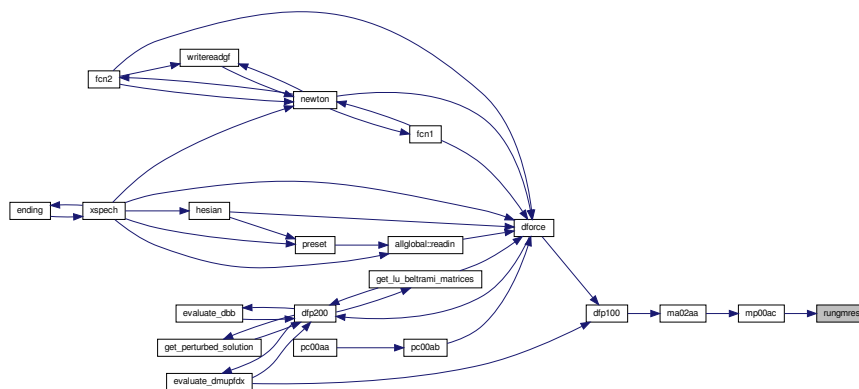 writereadgf
fcn2
newton
fcn1
ending
xspech
hesian
dforce
preset
allglobal::readin
get_lu_beltrami_matrices
evaluate_dbb
dfp200
dfp100
ma02aa
mp00ac
rungmres
get_perturbed_solution
pc00aa
pc00ab
evaluate_dmupfdx